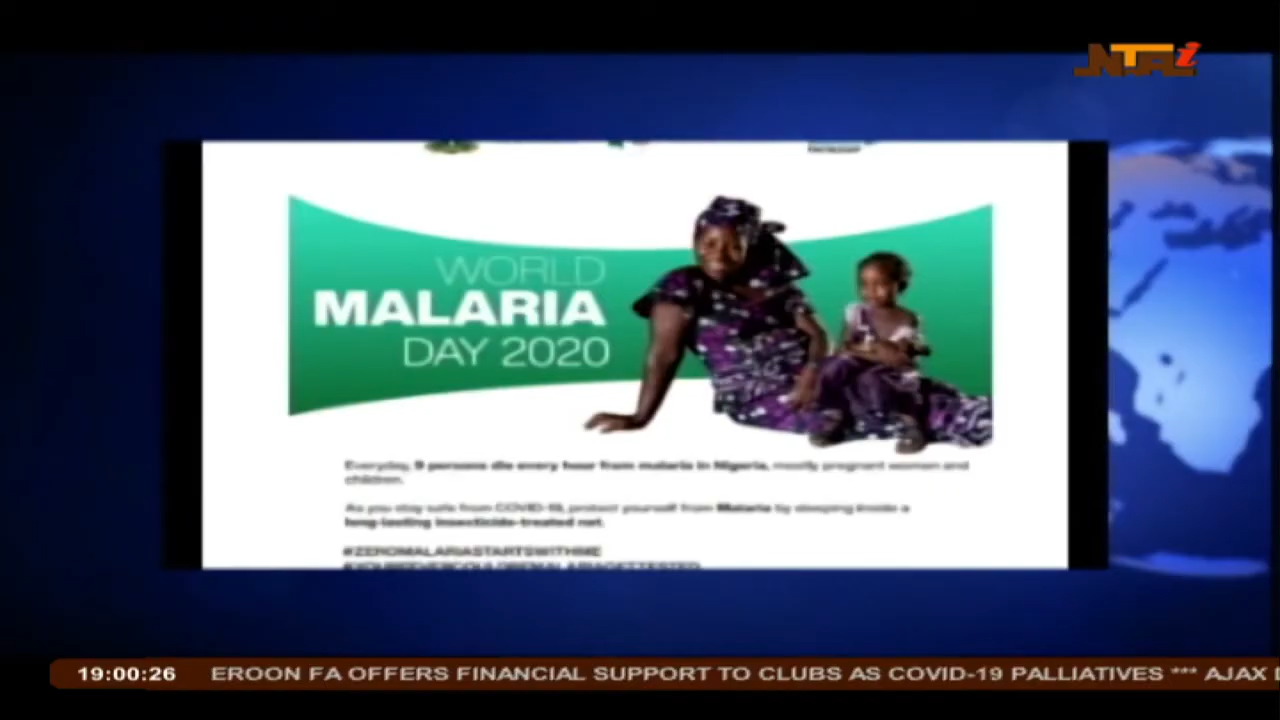 NTAi
WORLD
MALARIA
DAY 2020
Everyday, 9 persons die every hour from malaria in Nigeria, mostly pregnant women and
children.
As you stay safe from COVID-19, protect yourself from Malaria by sleeping inside a
long-lasting insecticide-treated net.
#ZEROMALARIASTARTSWITHME
19:00:26 EROON FA OFFERS FINANCIAL SUPPORT TO CLUBS AS COVID-19 PALLIATIVES *** AJAX